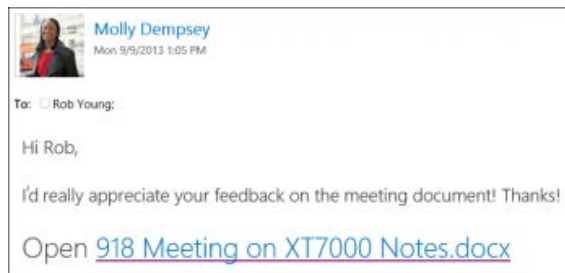 Molly Dempsey
Mon 9/9/2013 1:05 PM
To: Rob Young;
Hi Rob,
I'd really appreciate your feedback on the meeting document! Thanks!
Open 918 Meeting on XT7000 Notes.docx